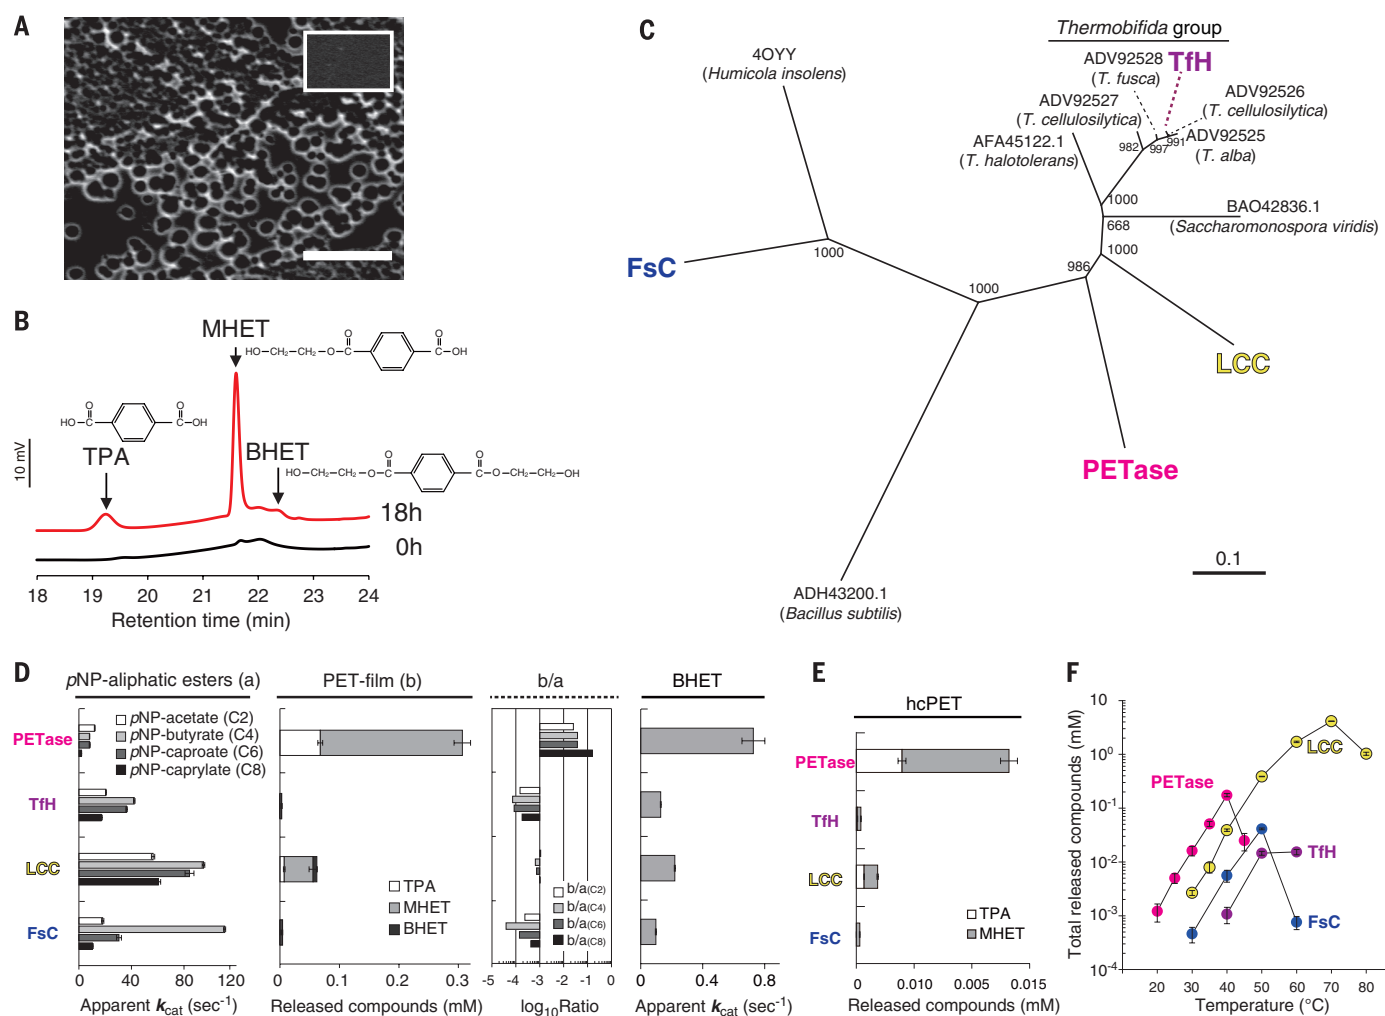 A
B
MHET
HO—CH₂—CH₂—O—C
O
C—OH
O
HO—C
O
C—OH
O
TPA
BHET
HO—CH₂—CH₂—O—C
O
C—O—CH₂—CH₂—OH
O
10 mV
18h
0h
18 19 20 21 22 23 24
Retention time (min)
C
Thermobifida group
4OYY
(Humicola insolens)
ADV92528
(T. fusca)
TfH
ADV92527
(T. cellulosilytica)
ADV92526
(T. cellulosilytica)
AFA45122.1
(T. halotolerans)
ADV92525
(T. alba)
982
997
991
1000
BAO42836.1
(Saccharomonospora viridis)
668
1000
986
1000
1000
FsC
LCC
PETase
ADH43200.1
(Bacillus subtilis)
0.1
D
pNP-aliphatic esters (a)
PET-film (b)
b/a
BHET
pNP-acetate (C2)
pNP-butyrate (C4)
pNP-caproate (C6)
pNP-caprylate (C8)
PETase
TfH
LCC
FsC
TPA
MHET
BHET
b/a(C2)
b/a(C4)
b/a(C6)
b/a(C8)
0 40 80 120
Apparent kcat (sec⁻¹)
0 0.1 0.2 0.3
Released compounds (mM)
-5 -4 -3 -2 -1 0
log₁₀Ratio
0 0.4 0.8
Apparent kcat (sec⁻¹)
E
hcPET
PETase
TfH
LCC
FsC
TPA
MHET
0 0.010 0.005 0.015
Released compounds (mM)
F
Total released compounds (mM)
10
10⁰
10⁻¹
10⁻²
10⁻³
10⁻⁴
PETase
LCC
TfH
FsC
20 30 40 50 60 70 80
Temperature (°C)